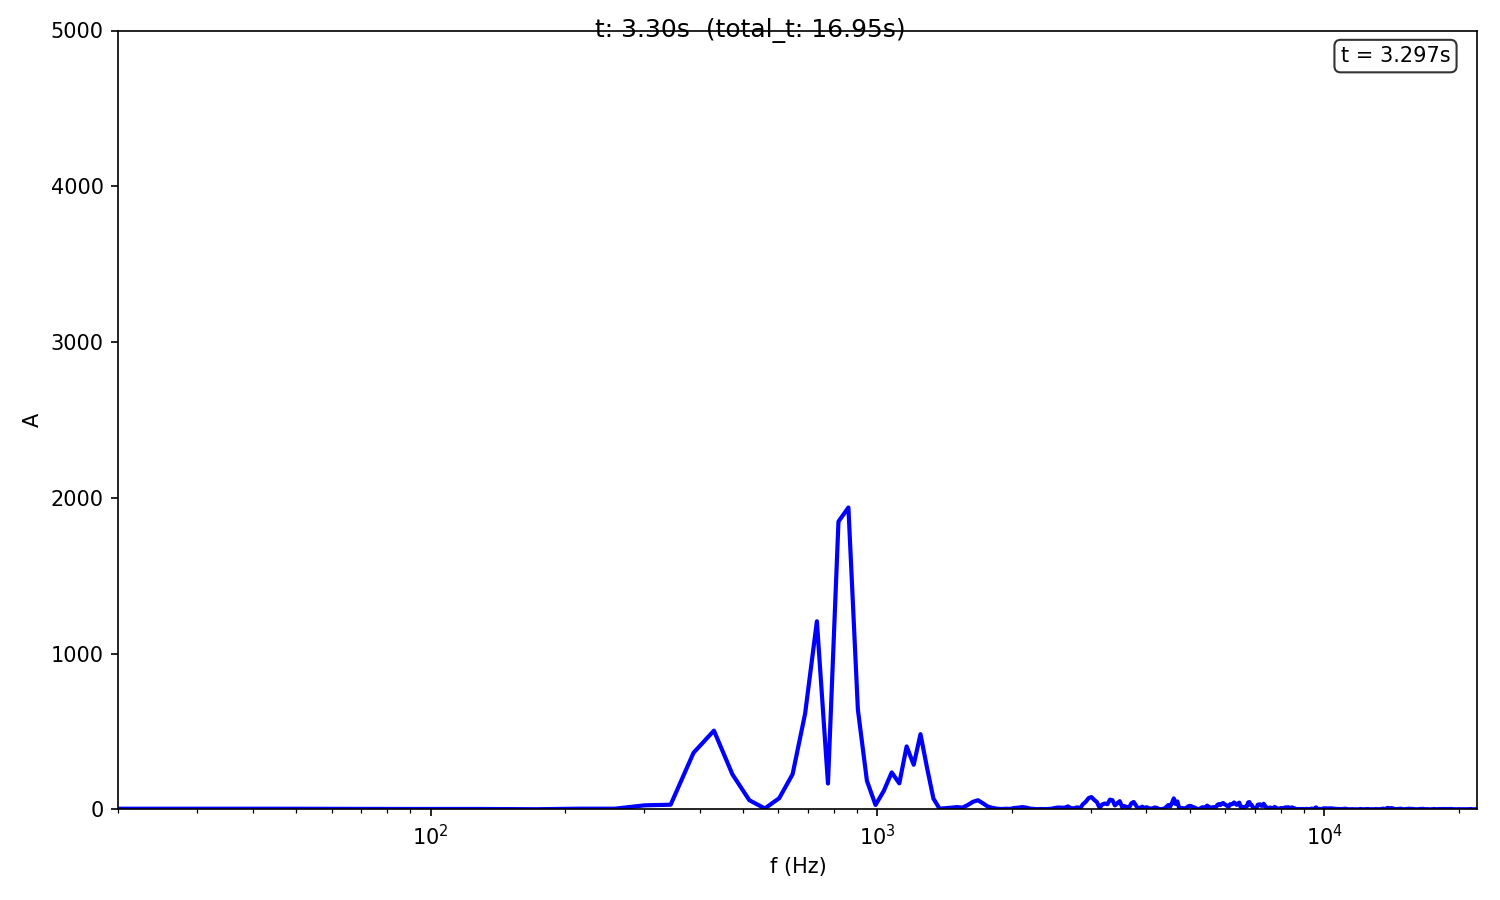 t: 3.30s  (total_t: 16.95s)
t = 3.297s
5000
4000
3000
2000
1000
0
A
10²
10³
10⁴
f (Hz)